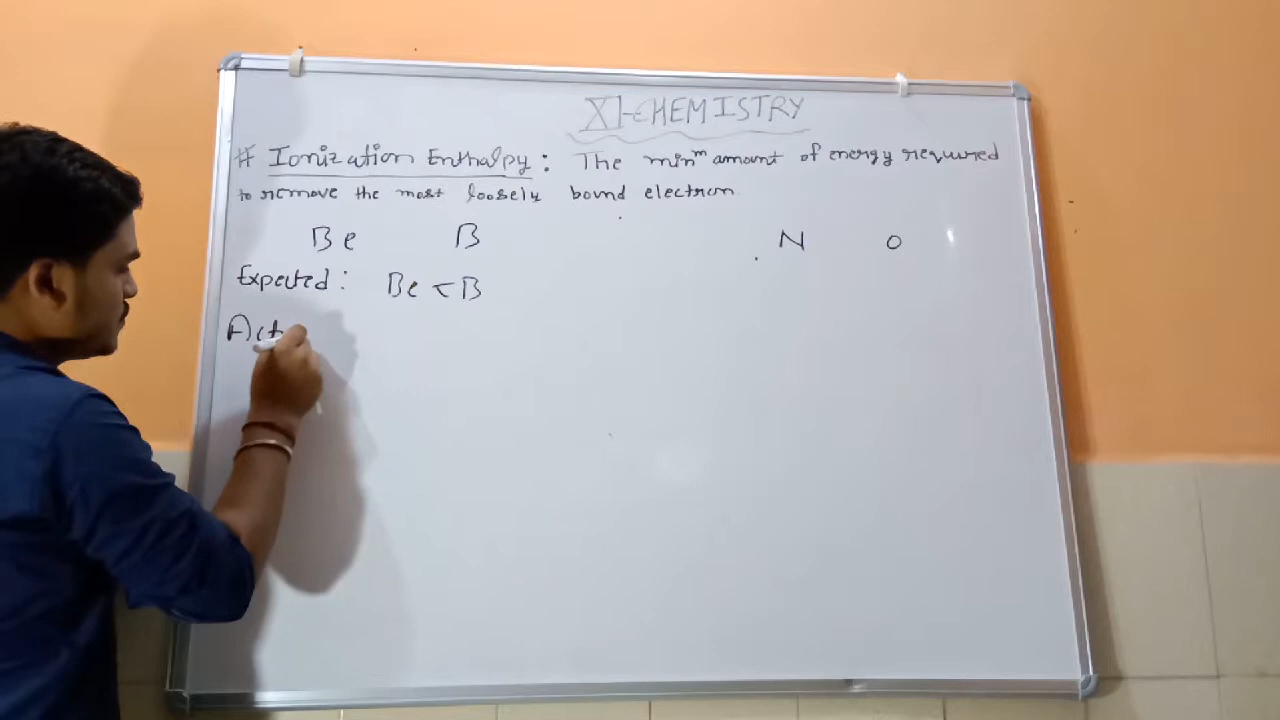 XI-CHEMISTRY
# Ionization Enthalpy : The minᵐ amount of energy required
to remove the most loosely bound electron
Be B N O
Expected : Be < B
Act